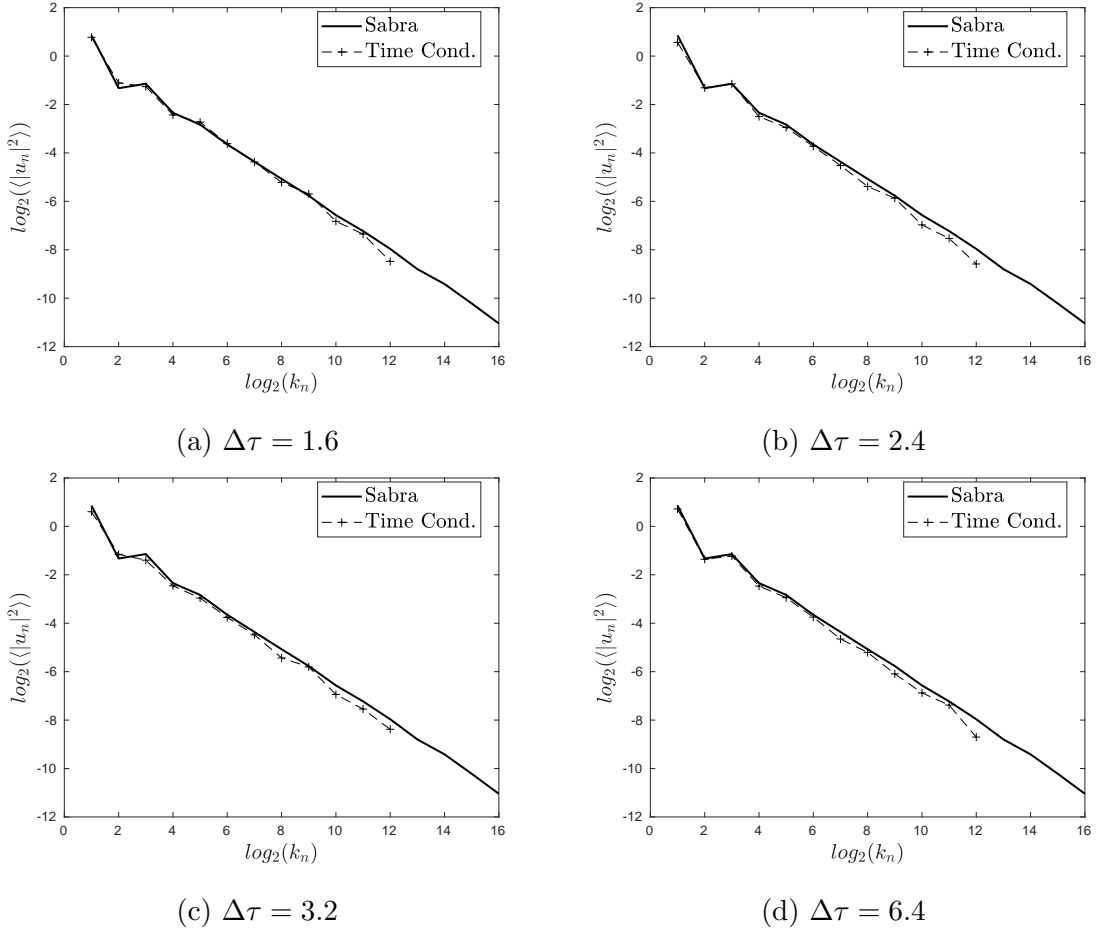 2
0
-2
-4
-6
-8
-10
-12
0 2 4 6 8 10 12 14 16
log₂(⟨|uₙ|²⟩)
log₂(kₙ)
Sabra
Time Cond.
(a) Δτ = 1.6
2
0
-2
-4
-6
-8
-10
-12
0 2 4 6 8 10 12 14 16
log₂(⟨|uₙ|²⟩)
log₂(kₙ)
Sabra
Time Cond.
(b) Δτ = 2.4
2
0
-2
-4
-6
-8
-10
-12
0 2 4 6 8 10 12 14 16
log₂(⟨|uₙ|²⟩)
log₂(kₙ)
Sabra
Time Cond.
(c) Δτ = 3.2
2
0
-2
-4
-6
-8
-10
-12
0 2 4 6 8 10 12 14 16
log₂(⟨|uₙ|²⟩)
log₂(kₙ)
Sabra
Time Cond.
(d) Δτ = 6.4